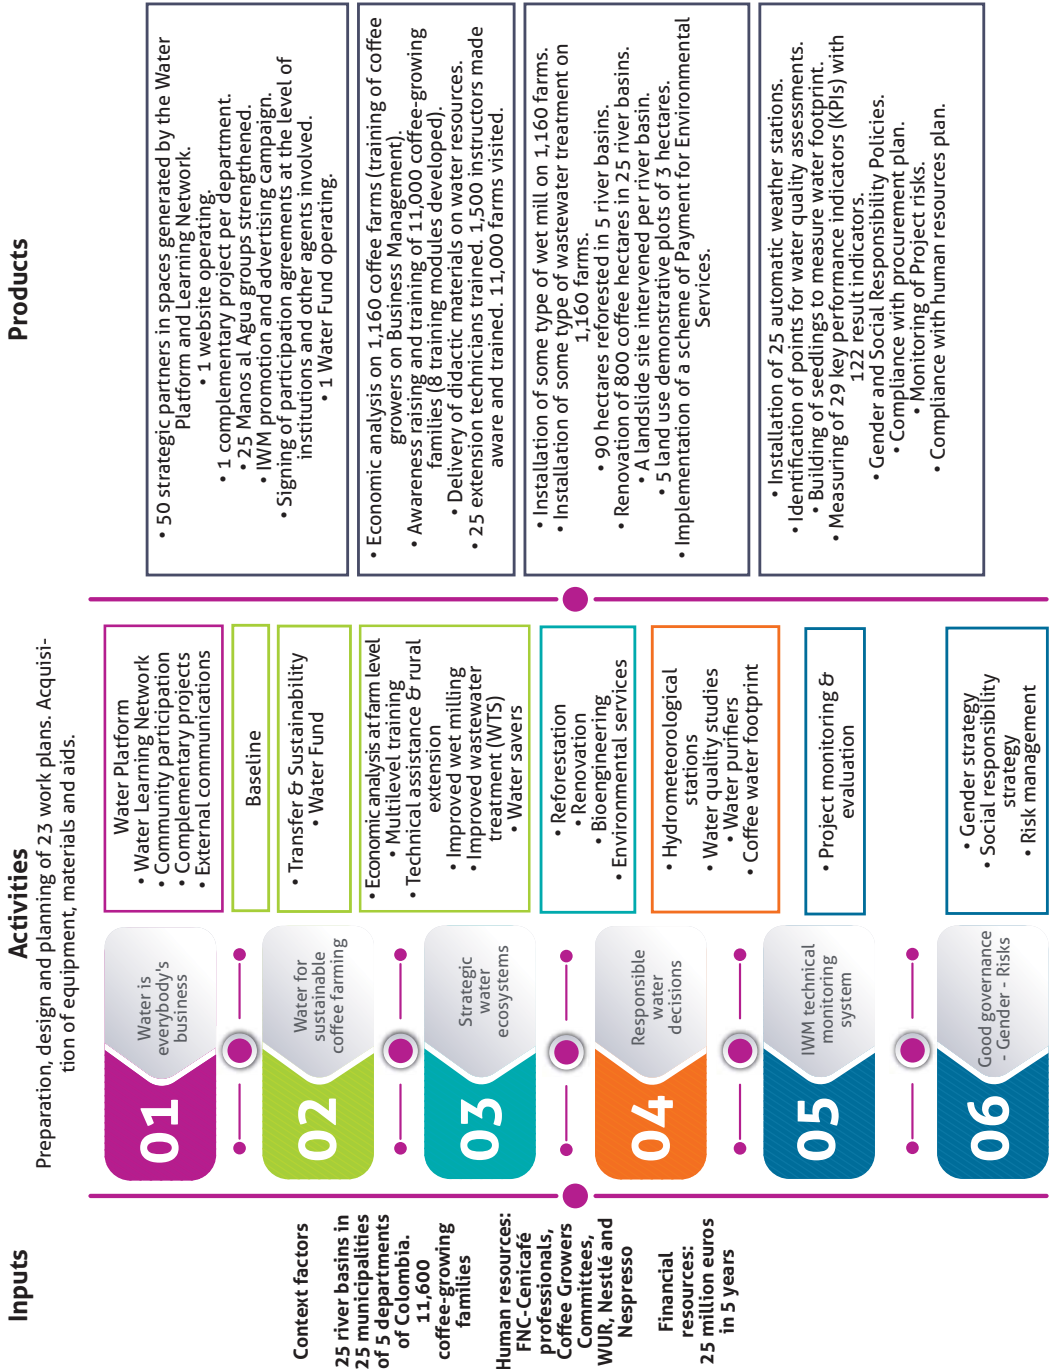 Inputs
Context factors
25 river basins in
25 municipalities
of 5 departments
of Colombia.
11,600
coffee-growing
families
Human resources:
FNC-Cenicafé
professionals,
Coffee Growers
Committees,
WUR, Nestlé and
Nespresso
Financial
resources:
25 million euros
in 5 years
Activities
Preparation, design and planning of 23 work plans. Acquisi-
tion of equipment, materials and aids.
01
Water is
everybody's
business
02
Water for
sustainable
coffee farming
03
Strategic
water
ecosystems
04
Responsible
water
decisions
05
IWM technical
monitoring
system
06
Good governance
- Gender - Risks
Water Platform
• Water Learning Network
• Community participation
• Complementary projects
• External communications
Baseline
• Transfer & Sustainability
• Water Fund
• Economic analysis at farm level
• Multilevel training
• Technical assistance & rural
extension
• Improved wet milling
• Improved wastewater
treatment (WTS)
• Water savers
• Reforestation
• Renovation
• Bioengineering
• Environmental services
• Hydrometeorological
stations
• Water quality studies
• Water purifiers
• Coffee water footprint
• Project monitoring &
evaluation
• Gender strategy
• Social responsibility
strategy
• Risk management
Products
• 50 strategic partners in spaces generated by the Water
Platform and Learning Network.
• 1 website operating.
• 1 complementary project per department.
• 25 Manos al Agua groups strengthened.
• IWM promotion and advertising campaign.
• Signing of participation agreements at the level of
institutions and other agents involved.
• 1 Water Fund operating.
• Economic analysis on 1,160 coffee farms (training of coffee
growers on Business Management).
• Awareness raising and training of 11,000 coffee-growing
families (8 training modules developed).
• Delivery of didactic materials on water resources.
• 25 extension technicians trained. 1,500 instructors made
aware and trained. 11,000 farms visited.
• Installation of some type of wet mill on 1,160 farms.
• Installation of some type of wastewater treatment on
1,160 farms.
• 90 hectares reforested in 5 river basins.
• Renovation of 800 coffee hectares in 25 river basins.
• A landslide site intervened per river basin.
• 5 land use demonstrative plots of 3 hectares.
• Implementation of a scheme of Payment for Environmental
Services.
• Installation of 25 automatic weather stations.
• Identification of points for water quality assessments.
• Building of seedlings to measure water footprint.
• Measuring of 29 key performance indicators (KPIs) with
122 result indicators.
• Gender and Social Responsibility Policies.
• Compliance with procurement plan.
• Monitoring of Project risks.
• Compliance with human resources plan.